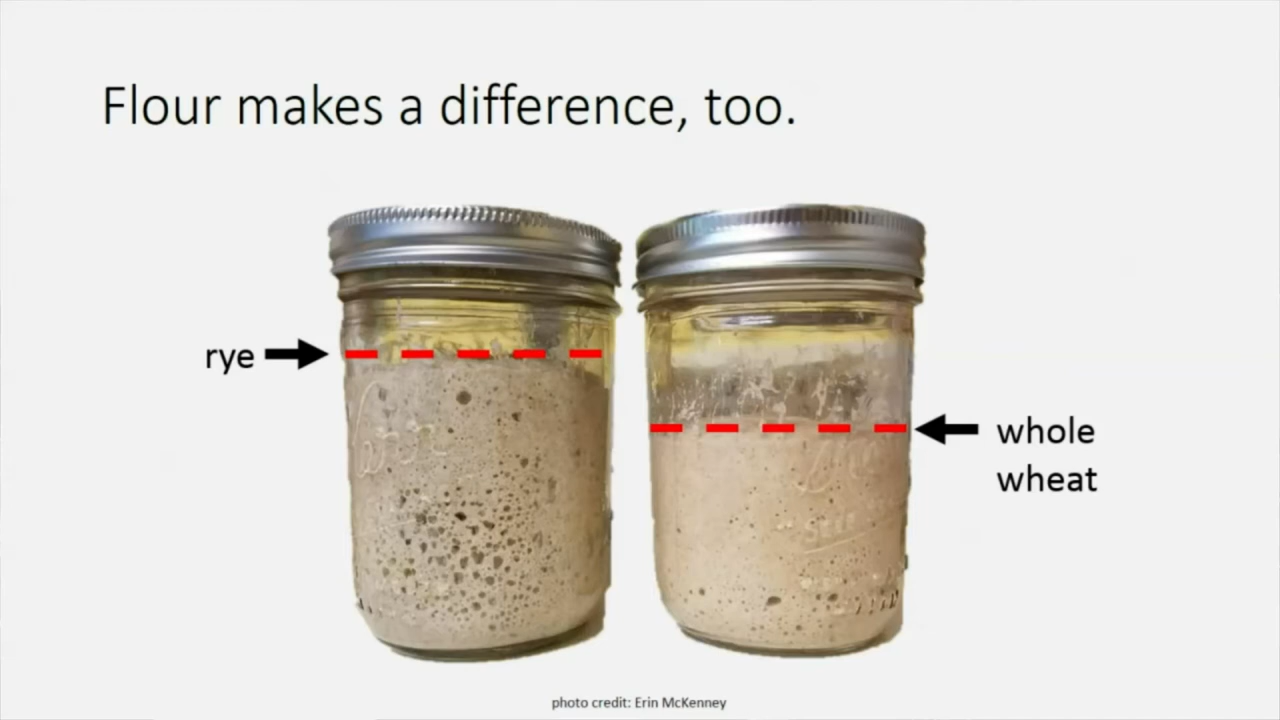 Flour makes a difference, too.
rye
whole
wheat
photo credit: Erin McKenney